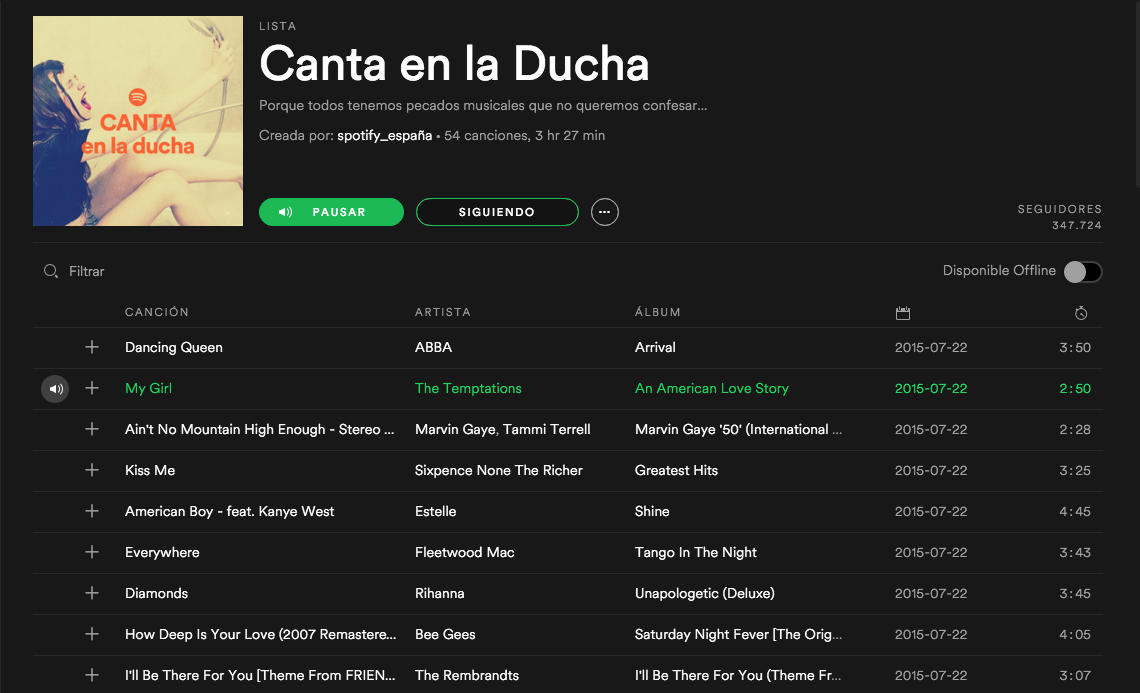 LISTA
Canta en la Ducha
Porque todos tenemos pecados musicales que no queremos confesar...
Creada por: spotify_españa • 54 canciones, 3 hr 27 min
CANTA
en la ducha
PAUSAR SIGUIENDO
SEGUIDORES
347.724
Filtrar Disponible Offline
CANCIÓN ARTISTA ÁLBUM
Dancing Queen ABBA Arrival 2015-07-22 3:50
My Girl The Temptations An American Love Story 2015-07-22 2:50
Ain't No Mountain High Enough - Stereo ... Marvin Gaye, Tammi Terrell Marvin Gaye '50' (International ... 2015-07-22 2:28
Kiss Me Sixpence None The Richer Greatest Hits 2015-07-22 3:25
American Boy - feat. Kanye West Estelle Shine 2015-07-22 4:45
Everywhere Fleetwood Mac Tango In The Night 2015-07-22 3:43
Diamonds Rihanna Unapologetic (Deluxe) 2015-07-22 3:45
How Deep Is Your Love (2007 Remastere... Bee Gees Saturday Night Fever [The Orig... 2015-07-22 4:05
I'll Be There For You [Theme From FRIEN... The Rembrandts I'll Be There For You (Theme Fr... 2015-07-22 3:07